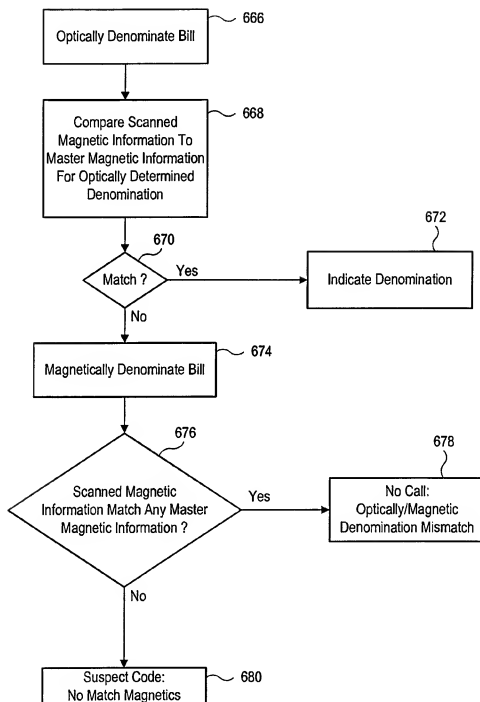 Optically Denominate Bill
666
Compare Scanned
Magnetic Information To
Master Magnetic Information
For Optically Determined
Denomination
668
670
Match ?
Yes
No
672
Indicate Denomination
Magnetically Denominate Bill
674
676
Scanned Magnetic
Information Match Any Master
Magnetic Information ?
Yes
No
678
No Call:
Optically/Magnetic
Denomination Mismatch
Suspect Code:
No Match Magnetics
680